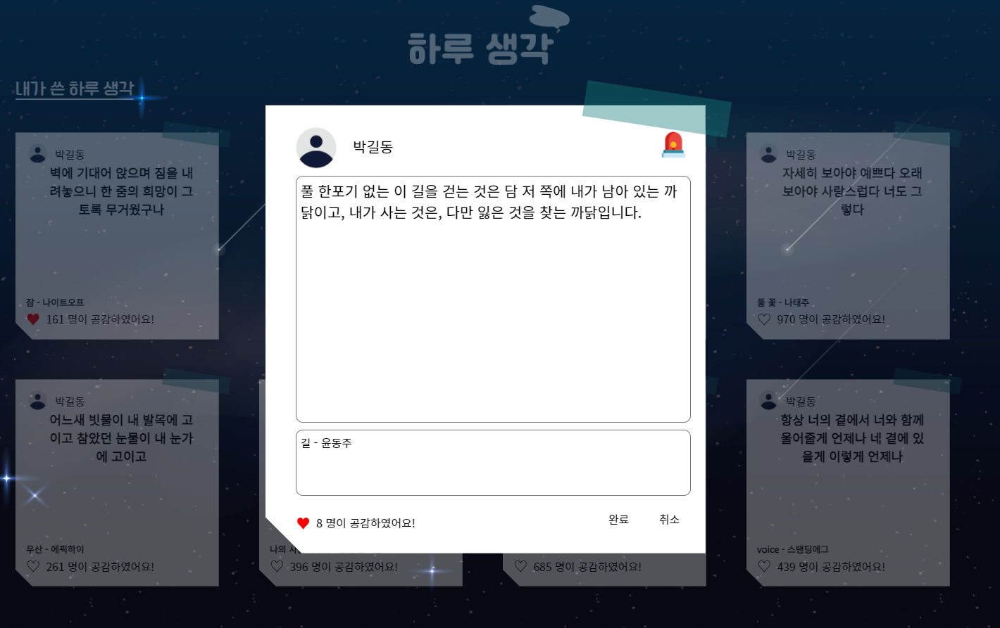 하루 생각
내가 쓴 하루 생각
박길동
벽에 기대어 앉으며 짐을 내
려놓으니 한 줌의 희망이 그
토록 무거웠구나
잠 - 나이트오프
161 명이 공감하였어요!
박길동
풀 한포기 없는 이 길을 걷는 것은 담 저 쪽에 내가 남아 있는 까
닭이고, 내가 사는 것은, 다만 잃은 것을 찾는 까닭입니다.
길 - 윤동주
8 명이 공감하였어요!
완료
취소
박길동
자세히 보아야 예쁘다 오래
보아야 사랑스럽다 너도 그
렇다
풀 꽃 - 나태주
970 명이 공감하였어요!
박길동
어느새 빗물이 내 발목에 고
이고 참았던 눈물이 내 눈가
에 고이고
우산 - 에픽하이
261 명이 공감하였어요!
나의
396 명이 공감하였어요!
685 명이 공감하였어요!
박길동
항상 너의 곁에서 너와 함께
울어줄게 언제나 네 곁에 있
을게 이렇게 언제나
voice - 스탠딩에그
439 명이 공감하였어요!